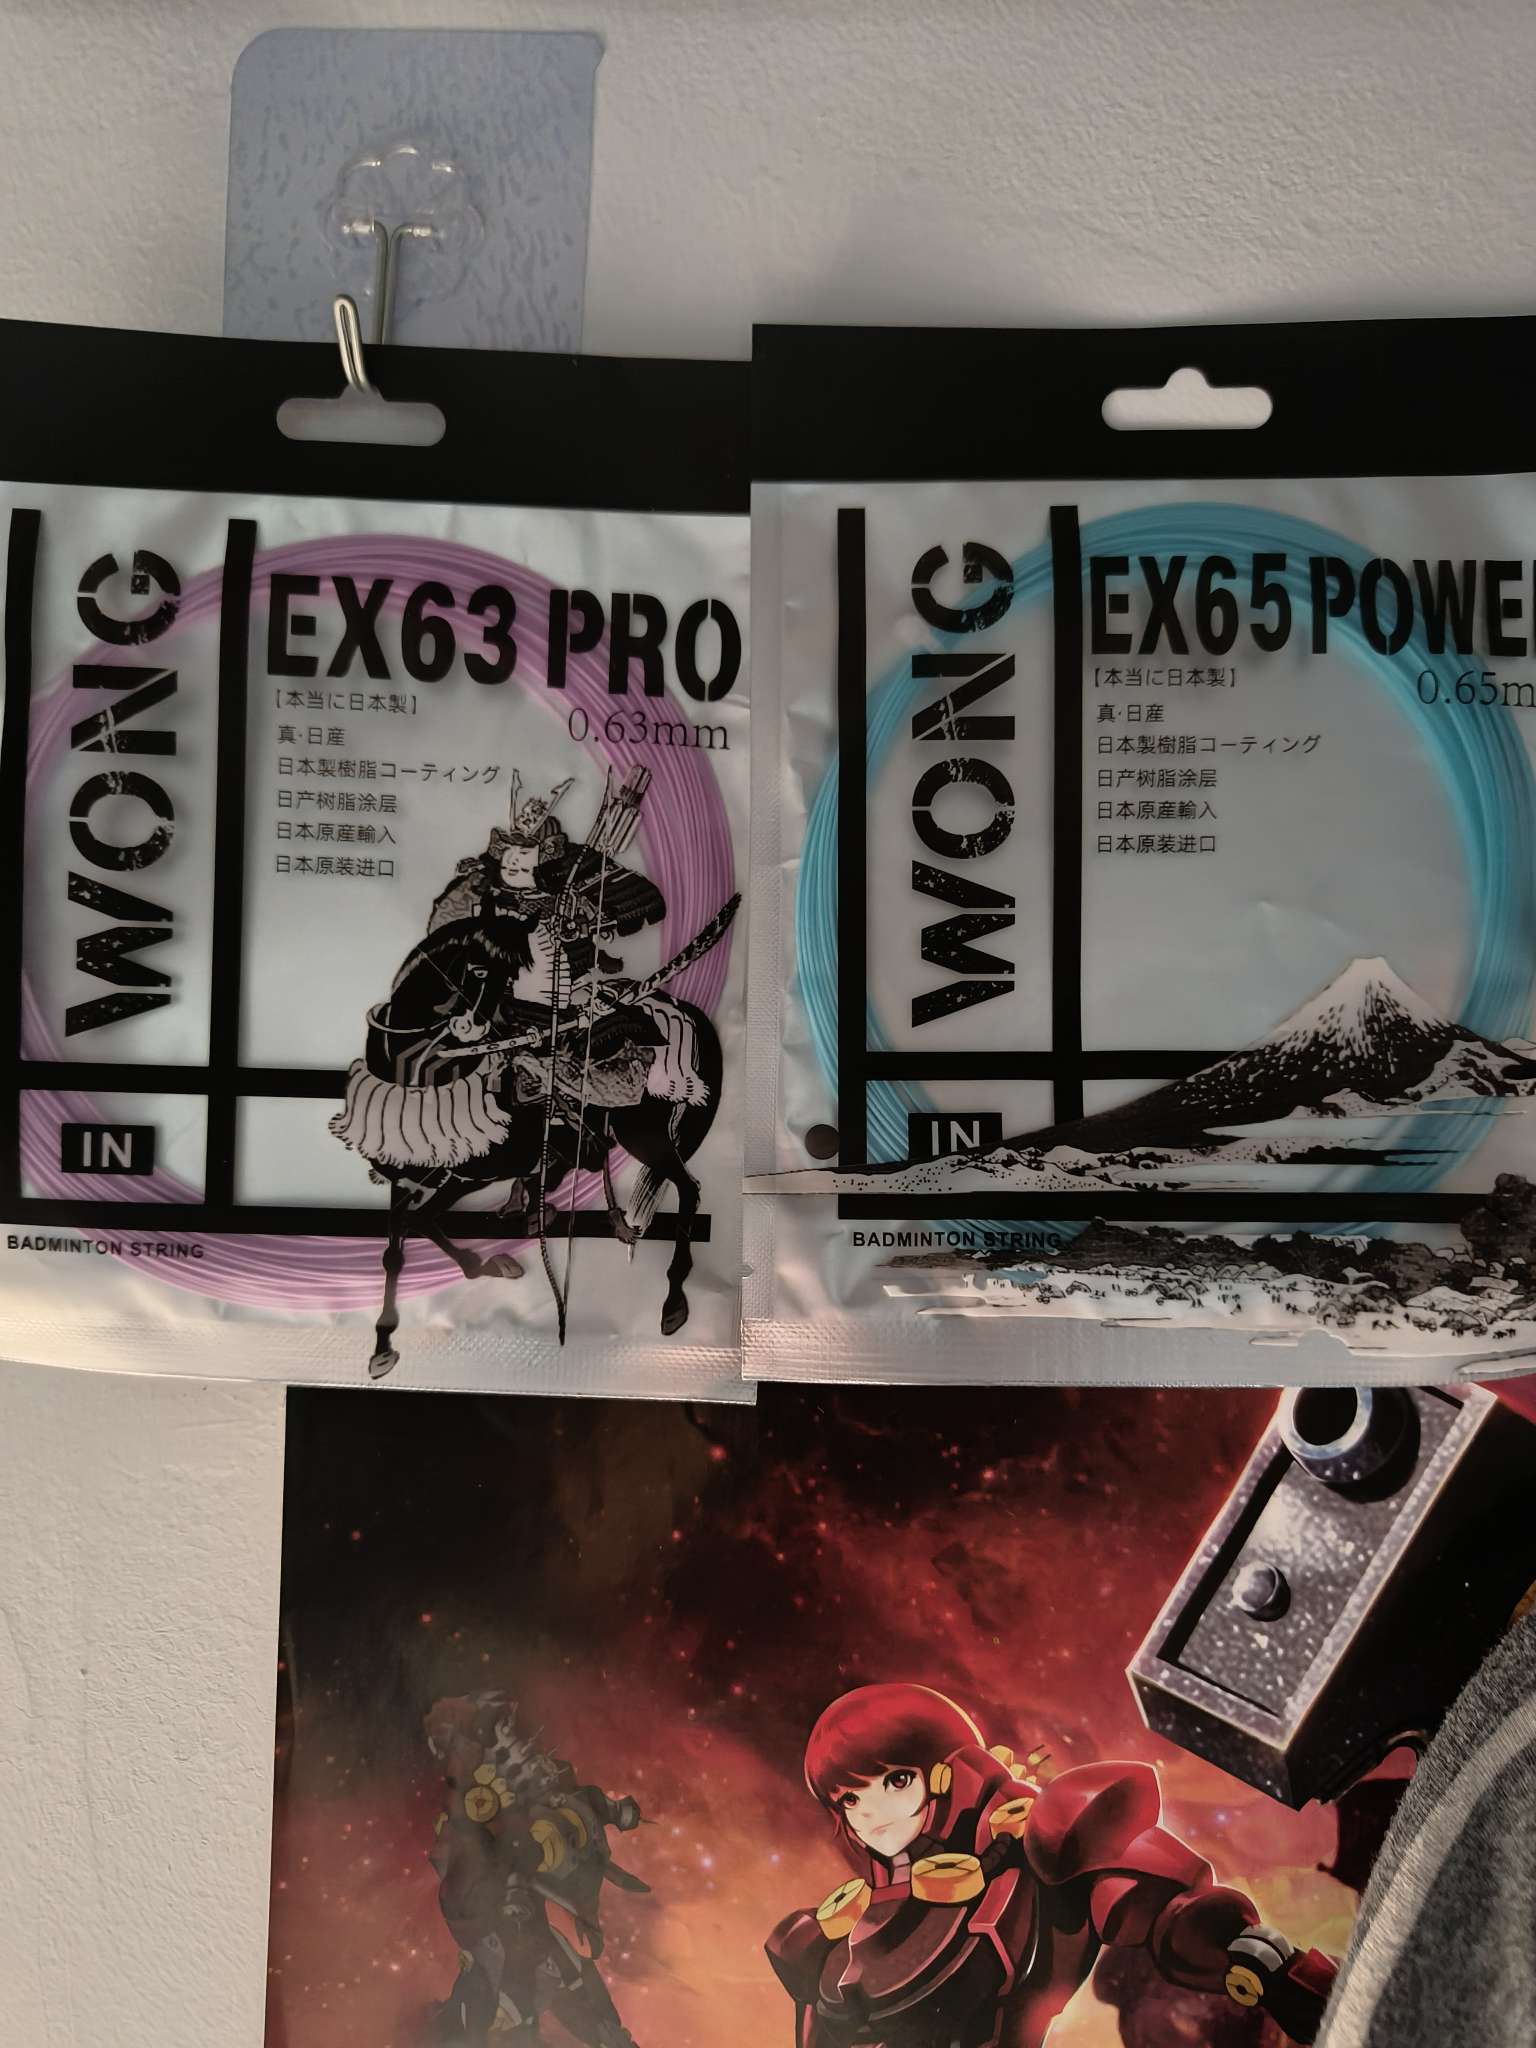 WONG
EX63 PRO
【本当に日本製】
0.63mm
真·日産
日本製樹脂コーティング
日产树脂涂层
日本原産輸入
日本原装进口
IN
BADMINTON STRING
WONG
EX65 POWE
【本当に日本製】
0.65m
真·日産
日本製樹脂コーティング
日产树脂涂层
日本原産輸入
日本原装进口
IN
BADMINTON STRING